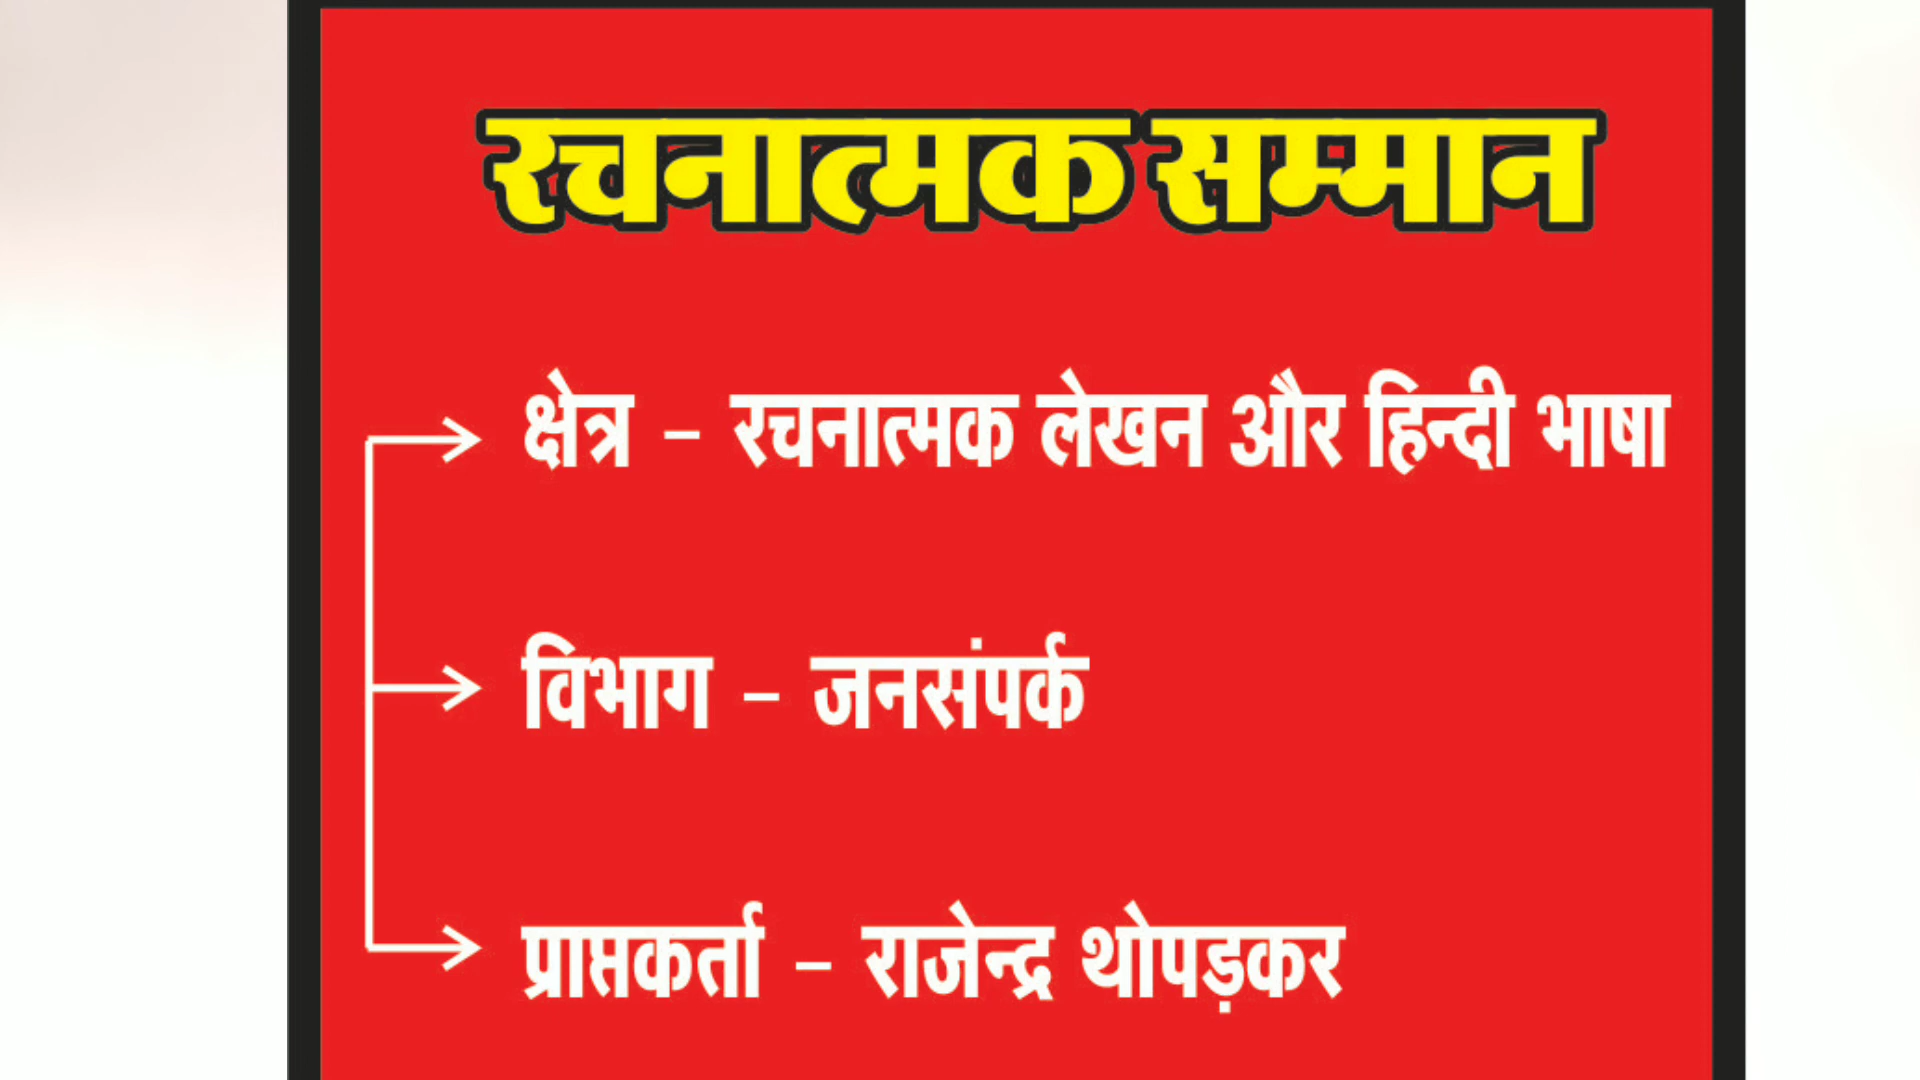 रचनात्मक सम्मान
क्षेत्र – रचनात्मक लेखन और हिन्दी भाषा
विभाग – जनसंपर्क
प्राप्तकर्ता – राजेन्द्र थोपड़कर